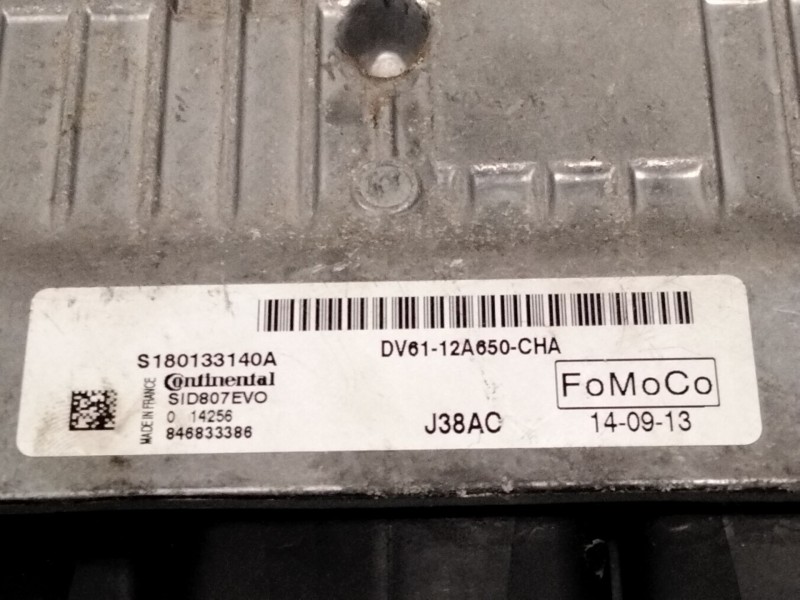 S180133140A
DV61-12A650-CHA
Continental
SID807EVO
0 14256
846833386
MADE IN FRANCE
J38AC
FoMoCo
14-09-13